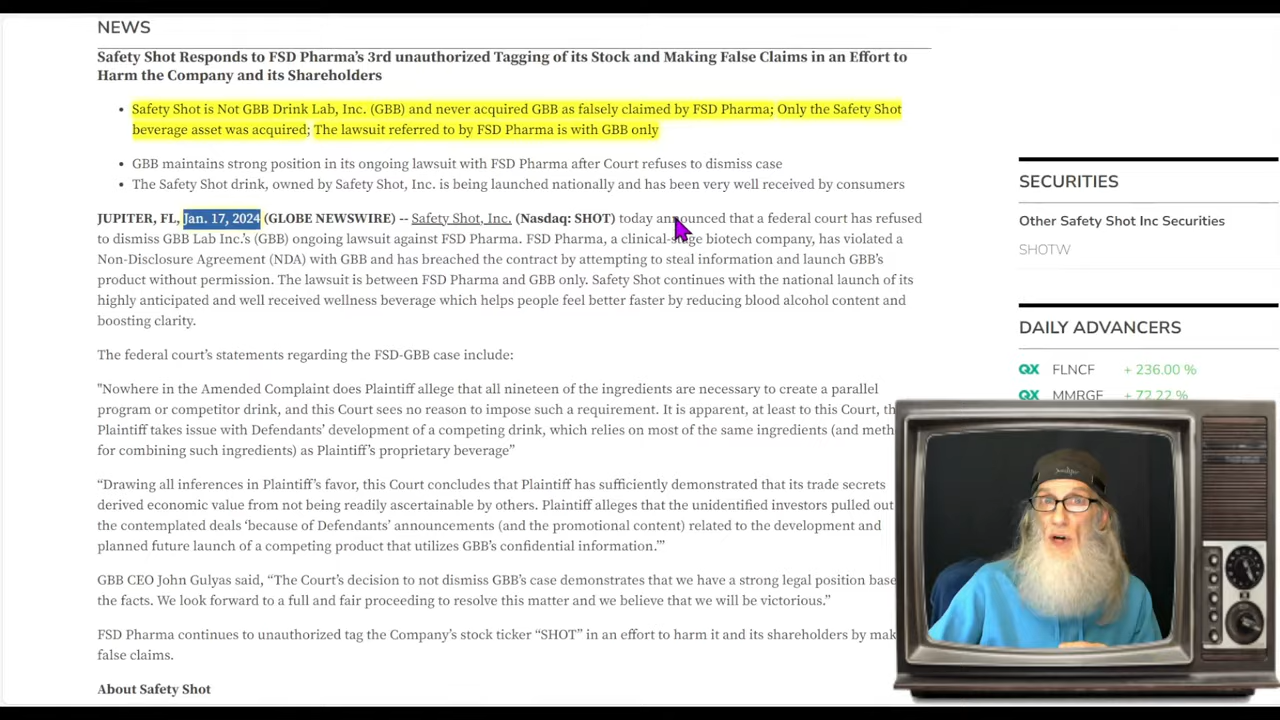 NEWS
Safety Shot Responds to FSD Pharma's 3rd unauthorized Tagging of its Stock and Making False Claims in an Effort to
Harm the Company and its Shareholders
• Safety Shot is Not GBB Drink Lab, Inc. (GBB) and never acquired GBB as falsely claimed by FSD Pharma; Only the Safety Shot
beverage asset was acquired; The lawsuit referred to by FSD Pharma is with GBB only
• GBB maintains strong position in its ongoing lawsuit with FSD Pharma after Court refuses to dismiss case
• The Safety Shot drink, owned by Safety Shot, Inc. is being launched nationally and has been very well received by consumers
JUPITER, FL, Jan. 17, 2024 (GLOBE NEWSWIRE) -- Safety Shot, Inc. (Nasdaq: SHOT) today announced that a federal court has refused
to dismiss GBB Lab Inc.'s (GBB) ongoing lawsuit against FSD Pharma. FSD Pharma, a clinical-stage biotech company, has violated a
Non-Disclosure Agreement (NDA) with GBB and has breached the contract by attempting to steal information and launch GBB's
product without permission. The lawsuit is between FSD Pharma and GBB only. Safety Shot continues with the national launch of its
highly anticipated and well received wellness beverage which helps people feel better faster by reducing blood alcohol content and
boosting clarity.
The federal court's statements regarding the FSD-GBB case include:
"Nowhere in the Amended Complaint does Plaintiff allege that all nineteen of the ingredients are necessary to create a parallel
program or competitor drink, and this Court sees no reason to impose such a requirement. It is apparent, at least to this Court, th
Plaintiff takes issue with Defendants' development of a competing drink, which relies on most of the same ingredients (and meth
for combining such ingredients) as Plaintiff's proprietary beverage”
“Drawing all inferences in Plaintiff's favor, this Court concludes that Plaintiff has sufficiently demonstrated that its trade secrets
derived economic value from not being readily ascertainable by others. Plaintiff alleges that the unidentified investors pulled out
the contemplated deals ‘because of Defendants’ announcements (and the promotional content) related to the development and
planned future launch of a competing product that utilizes GBB's confidential information.’”
GBB CEO John Gulyas said, “The Court's decision to not dismiss GBB's case demonstrates that we have a strong legal position base
the facts. We look forward to a full and fair proceeding to resolve this matter and we believe that we will be victorious.”
FSD Pharma continues to unauthorized tag the Company's stock ticker “SHOT” in an effort to harm it and its shareholders by mak
false claims.
About Safety Shot
SECURITIES
Other Safety Shot Inc Securities
SHOTW
DAILY ADVANCERS
QX FLNCF + 236.00 %
QX MMRGF + 72.22 %